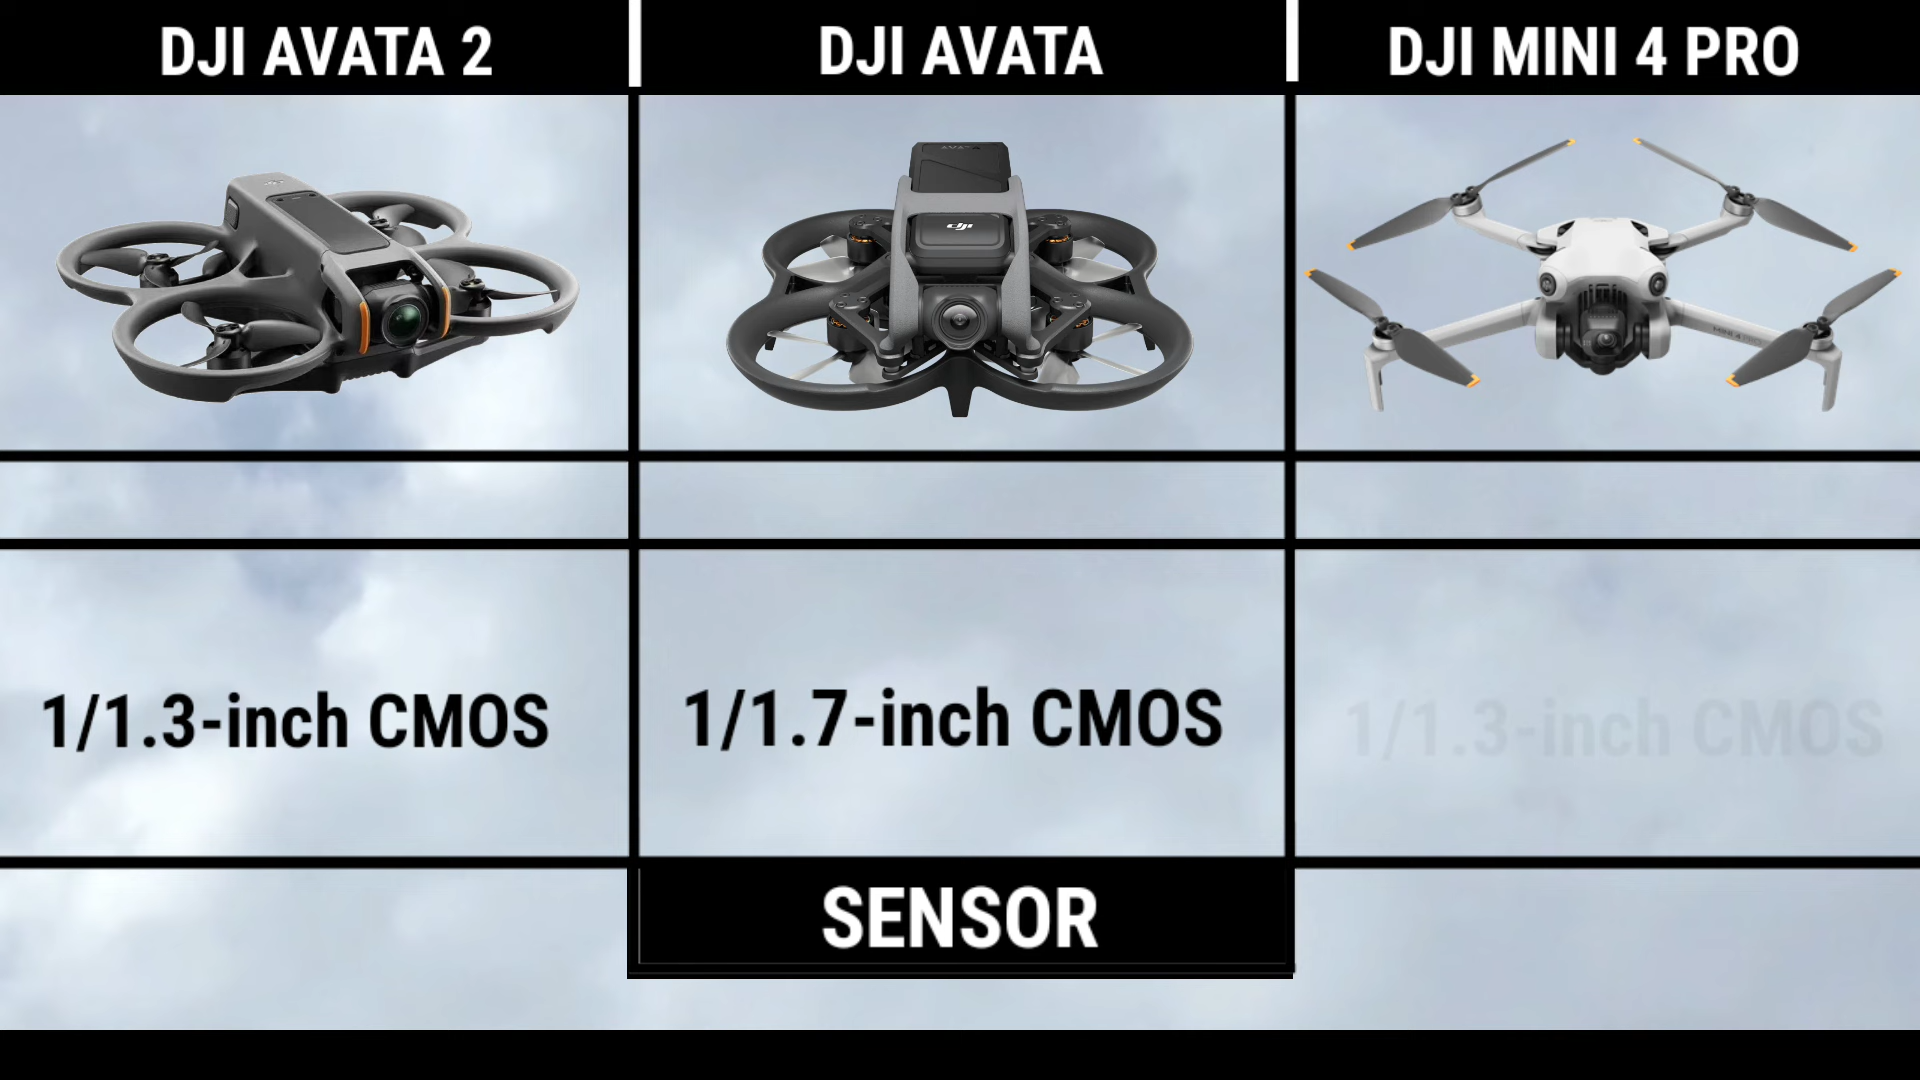 DJI AVATA 2
DJI AVATA
DJI MINI 4 PRO
dji
1/1.3-inch CMOS
1/1.7-inch CMOS
1/1.3-inch CMOS
SENSOR